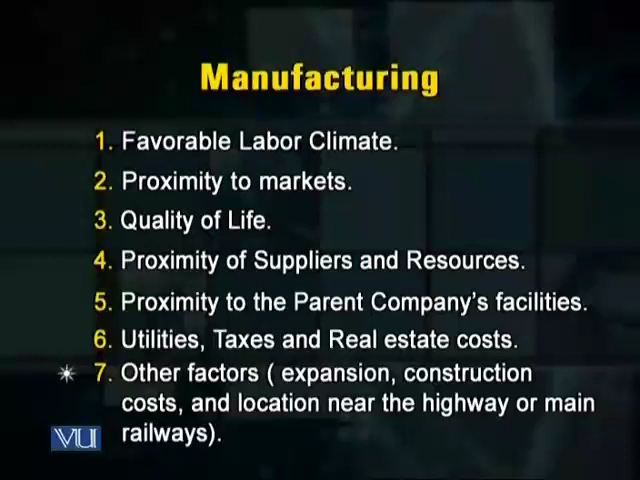 Manufacturing
1. Favorable Labor Climate.
2. Proximity to markets.
3. Quality of Life.
4. Proximity of Suppliers and Resources.
5. Proximity to the Parent Company's facilities.
6. Utilities, Taxes and Real estate costs.
7. Other factors ( expansion, construction
costs, and location near the highway or main
railways).
VU